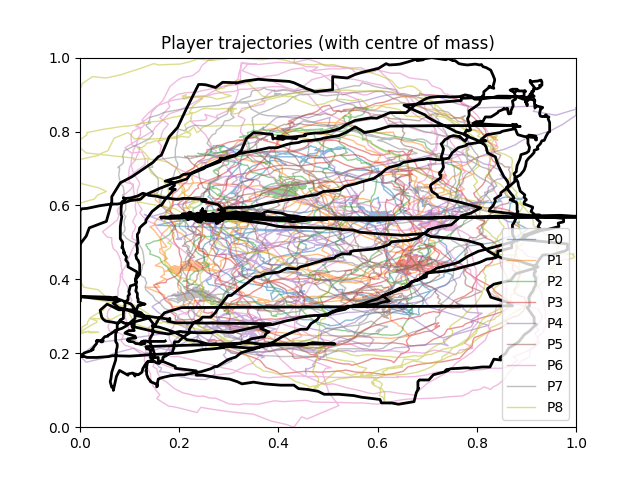 Player trajectories (with centre of mass)
1.0
0.8
0.6
0.4
0.2
0.0
0.0 0.2 0.4 0.6 0.8 1.0
P0
P1
P2
P3
P4
P5
P6
P7
P8